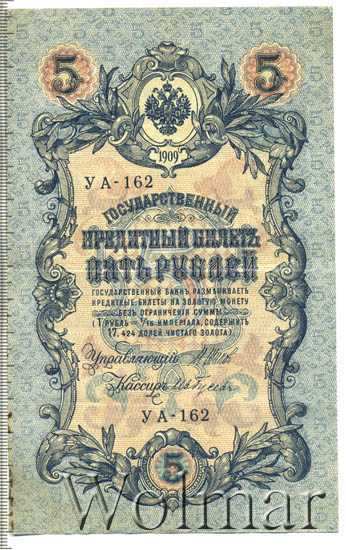 5 5
1909
УА-162
ГОСУДАРСТВЕННЫЙ
КРЕДИТНЫЙ БИЛЕТЪ
ПЯТЬ РУБЛЕЙ
ГОСУДАРСТВЕННЫЙ БАНКЪ РАЗМѢНИВАЕТЪ
КРЕДИТНЫЕ БИЛЕТЫ НА ЗОЛОТУЮ МОНЕТУ
БЕЗЪ ОГРАНИЧЕНІЯ СУММЫ
(1 РУБЛЬ = 1/15 ИМПЕРІАЛА, СОДЕРЖИТЪ
17,424 ДОЛЕЙ ЧИСТАГО ЗОЛОТА).
Управляющій
Кассиръ
УА-162
5
Wolmar